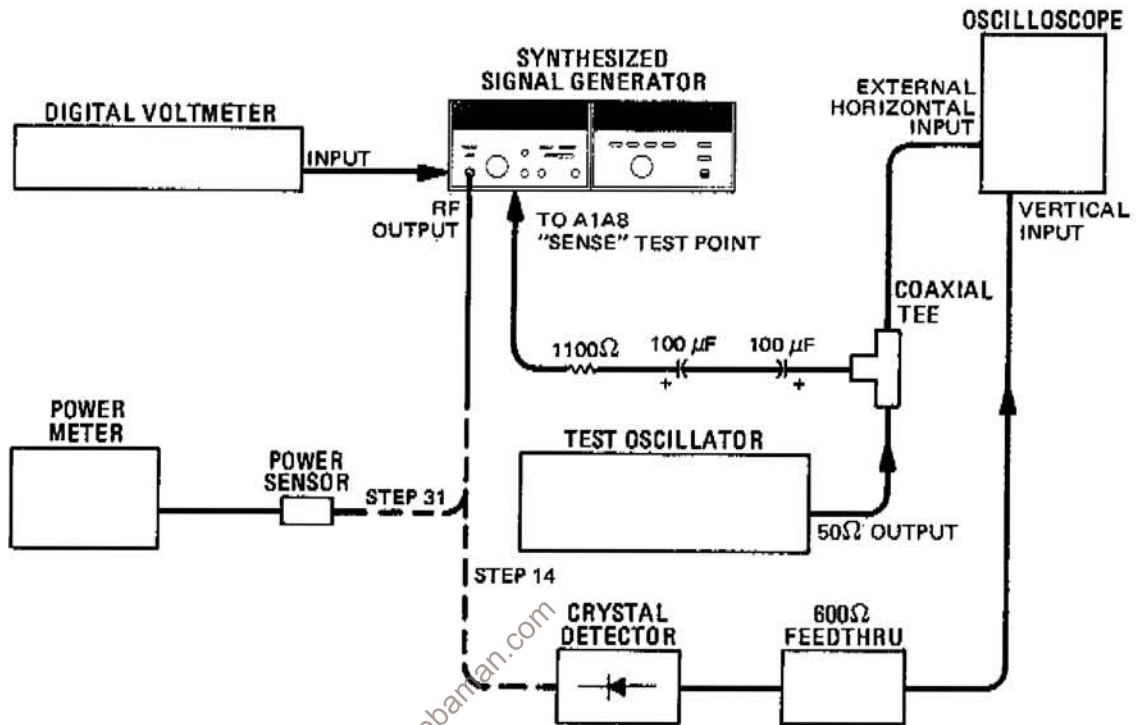 OSCILLOSCOPE
SYNTHESIZED
SIGNAL GENERATOR
EXTERNAL
HORIZONTAL
INPUT
DIGITAL VOLTMETER
INPUT
RF
OUTPUT
TO A1A8
"SENSE" TEST POINT
VERTICAL
INPUT
COAXIAL
TEE
1100Ω
100 μF
100 μF
+
+
POWER
METER
POWER
SENSOR
STEP 31
TEST OSCILLATOR
50Ω OUTPUT
STEP 14
CRYSTAL
DETECTOR
600Ω
FEEDTHRU